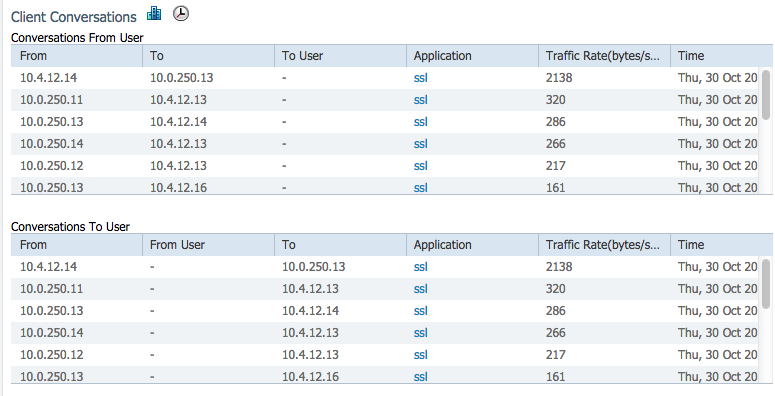 Client Conversations
Conversations From User
From To To User Application Traffic Rate(bytes/s... Time
10.4.12.14 10.0.250.13 - ssl 2138 Thu, 30 Oct 20
10.0.250.11 10.4.12.13 - ssl 320 Thu, 30 Oct 20
10.0.250.13 10.4.12.14 - ssl 286 Thu, 30 Oct 20
10.0.250.14 10.4.12.13 - ssl 266 Thu, 30 Oct 20
10.0.250.12 10.4.12.13 - ssl 217 Thu, 30 Oct 20
10.0.250.13 10.4.12.16 - ssl 161 Thu, 30 Oct 20
Conversations To User
From From User To Application Traffic Rate(bytes/s... Time
10.4.12.14 - 10.0.250.13 ssl 2138 Thu, 30 Oct 20
10.0.250.11 - 10.4.12.13 ssl 320 Thu, 30 Oct 20
10.0.250.13 - 10.4.12.14 ssl 286 Thu, 30 Oct 20
10.0.250.14 - 10.4.12.13 ssl 266 Thu, 30 Oct 20
10.0.250.12 - 10.4.12.13 ssl 217 Thu, 30 Oct 20
10.0.250.13 - 10.4.12.16 ssl 161 Thu, 30 Oct 20